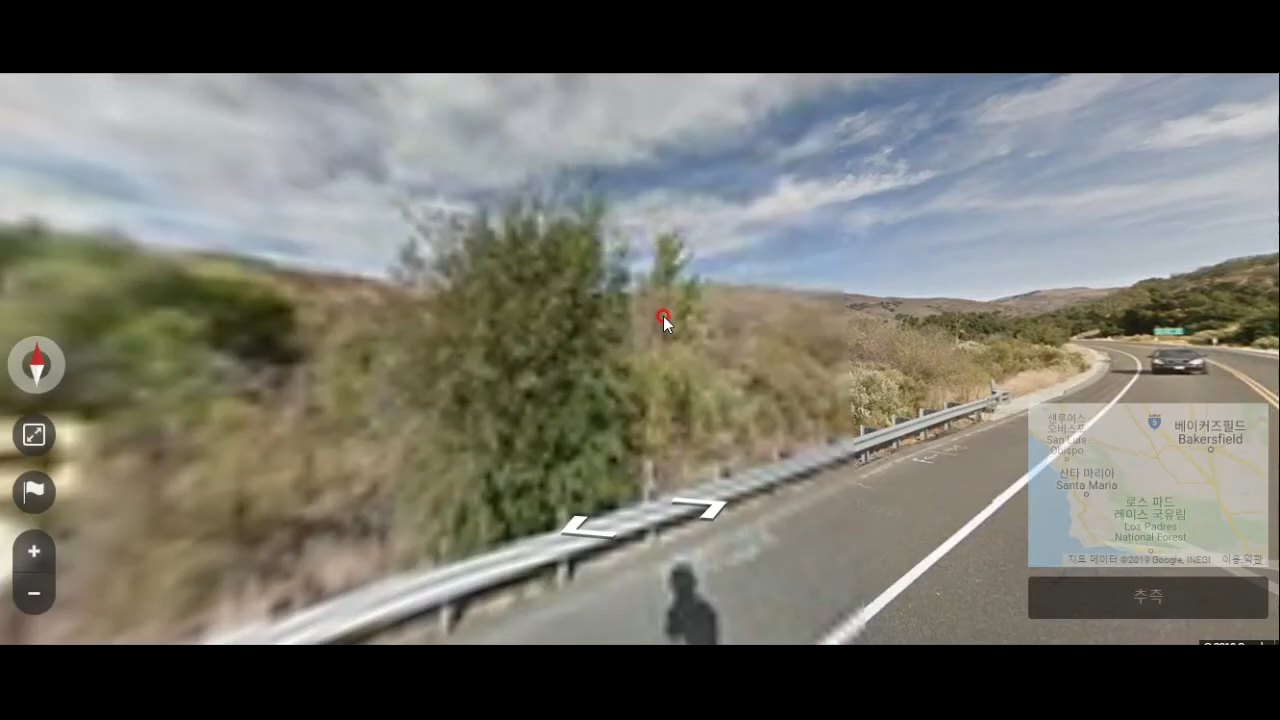 샌루이스
오비스포
San Luis
Obispo
5
베이커즈필드
Bakersfield
산타 마리아
Santa Maria
로스 파드
레이스 국유림
Los Padres
National Forest
지도 데이터 ©2019 Google, INEGI 이용 약관
추측